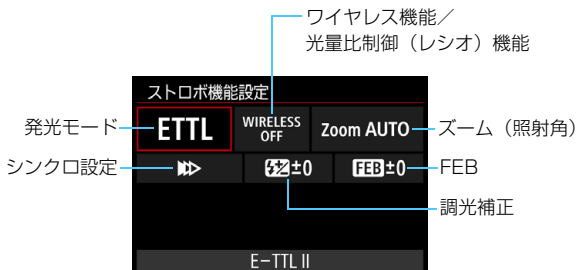 ワイヤレス機能／
光量比制御（レシオ）機能
ストロボ機能設定
発光モード
ETTL
WIRELESS
OFF
Zoom AUTO
ズーム（照射角）
シンクロ設定
±0
FEB±0
FEB
調光補正
E-TTL II